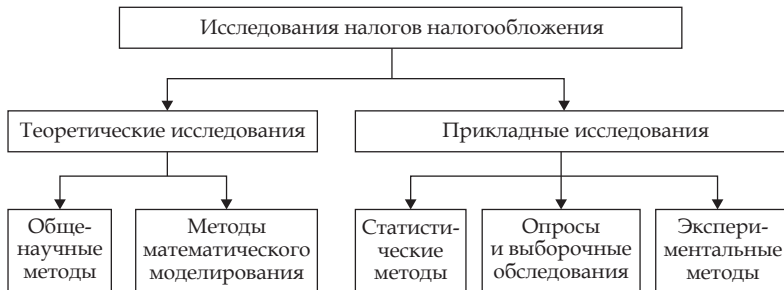 Исследования налогов налогообложения
Теоретические исследования
Прикладные исследования
Обще-
научные
методы
Методы
математического
моделирования
Статисти-
ческие
методы
Опросы
и выборочные
обследования
Экспери-
ментальные
методы